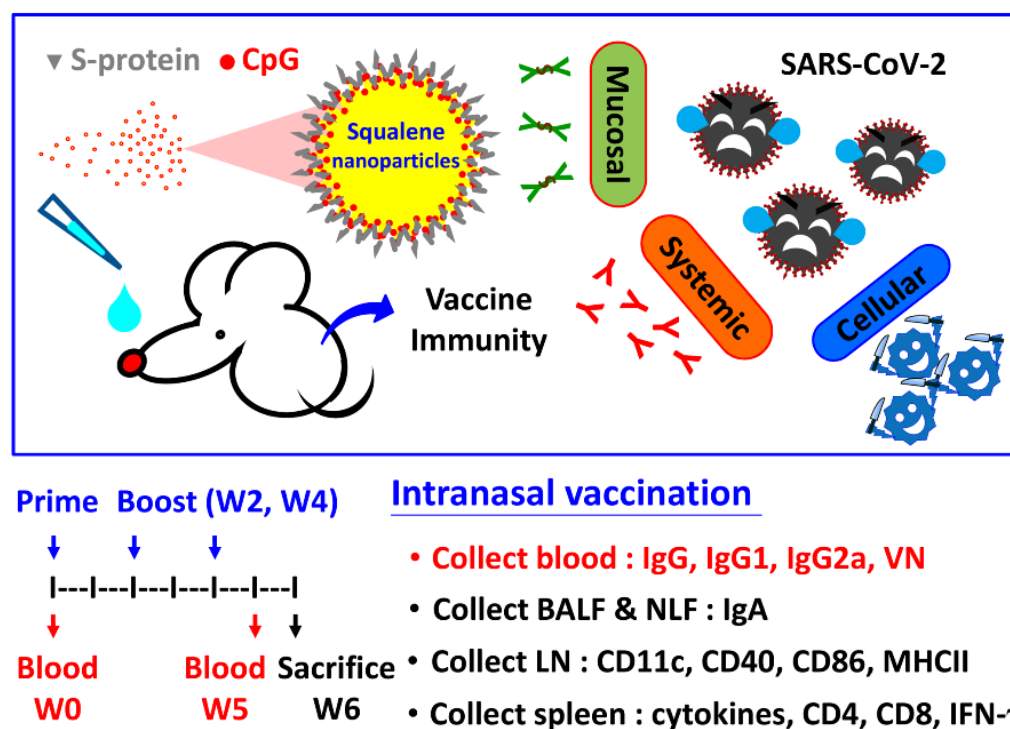 ▼ S-protein ● CpG
Squalene
nanoparticles
Mucosal
SARS-CoV-2
Systemic
Cellular
Vaccine
Immunity
Prime Boost (W2, W4)
|---|---|---|---|---|---|
Blood
W0
Blood
W5
Sacrifice
W6
Intranasal vaccination
• Collect blood : IgG, IgG1, IgG2a, VN
• Collect BALF & NLF : IgA
• Collect LN : CD11c, CD40, CD86, MHCII
• Collect spleen : cytokines, CD4, CD8, IFN-